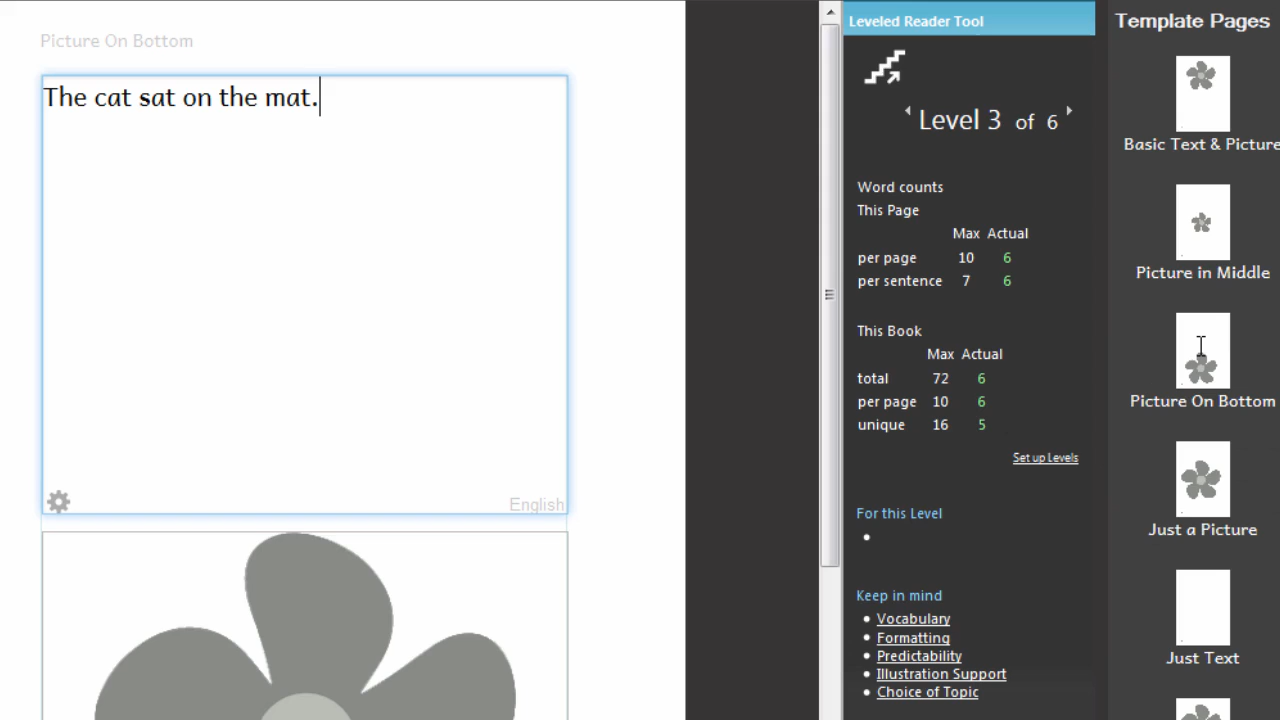 Picture On Bottom
The cat sat on the mat.
English
Leveled Reader Tool
Level 3 of 6
Word counts
This Page
Max Actual
per page 10 6
per sentence 7 6
This Book
Max Actual
total 72 6
per page 10 6
unique 16 5
Set up Levels
For this Level
Keep in mind
• Vocabulary
• Formatting
• Predictability
• Illustration Support
• Choice of Topic
Template Pages
Basic Text & Picture
Picture in Middle
Picture On Bottom
Just a Picture
Just Text